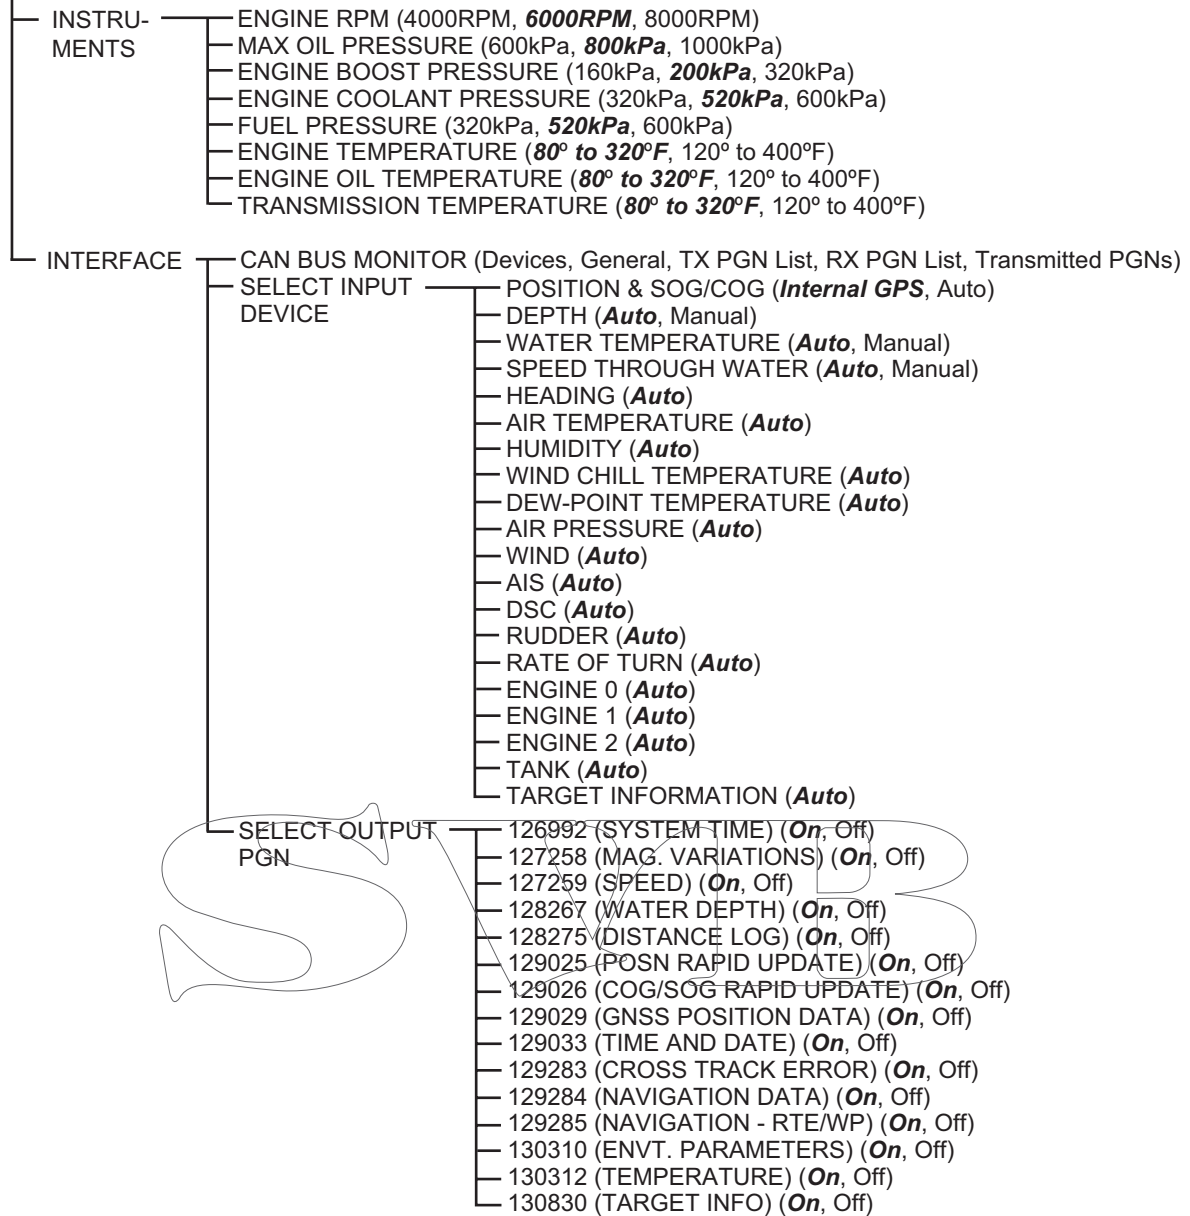 INSTRU-
MENTS
ENGINE RPM (4000RPM, 6000RPM, 8000RPM)
MAX OIL PRESSURE (600kPa, 800kPa, 1000kPa)
ENGINE BOOST PRESSURE (160kPa, 200kPa, 320kPa)
ENGINE COOLANT PRESSURE (320kPa, 520kPa, 600kPa)
FUEL PRESSURE (320kPa, 520kPa, 600kPa)
ENGINE TEMPERATURE (80º to 320ºF, 120º to 400ºF)
ENGINE OIL TEMPERATURE (80º to 320ºF, 120º to 400ºF)
TRANSMISSION TEMPERATURE (80º to 320ºF, 120º to 400ºF)
INTERFACE
CAN BUS MONITOR (Devices, General, TX PGN List, RX PGN List, Transmitted PGNs)
SELECT INPUT
DEVICE
POSITION & SOG/COG (Internal GPS, Auto)
DEPTH (Auto, Manual)
WATER TEMPERATURE (Auto, Manual)
SPEED THROUGH WATER (Auto, Manual)
HEADING (Auto)
AIR TEMPERATURE (Auto)
HUMIDITY (Auto)
WIND CHILL TEMPERATURE (Auto)
DEW-POINT TEMPERATURE (Auto)
AIR PRESSURE (Auto)
WIND (Auto)
AIS (Auto)
DSC (Auto)
RUDDER (Auto)
RATE OF TURN (Auto)
ENGINE 0 (Auto)
ENGINE 1 (Auto)
ENGINE 2 (Auto)
TANK (Auto)
TARGET INFORMATION (Auto)
SELECT OUTPUT
PGN
126992 (SYSTEM TIME) (On, Off)
127258 (MAG. VARIATIONS) (On, Off)
127259 (SPEED) (On, Off)
128267 (WATER DEPTH) (On, Off)
128275 (DISTANCE LOG) (On, Off)
129025 (POSN RAPID UPDATE) (On, Off)
129026 (COG/SOG RAPID UPDATE) (On, Off)
129029 (GNSS POSITION DATA) (On, Off)
129033 (TIME AND DATE) (On, Off)
129283 (CROSS TRACK ERROR) (On, Off)
129284 (NAVIGATION DATA) (On, Off)
129285 (NAVIGATION - RTE/WP) (On, Off)
130310 (ENVT. PARAMETERS) (On, Off)
130312 (TEMPERATURE) (On, Off)
130830 (TARGET INFO) (On, Off)
SYB